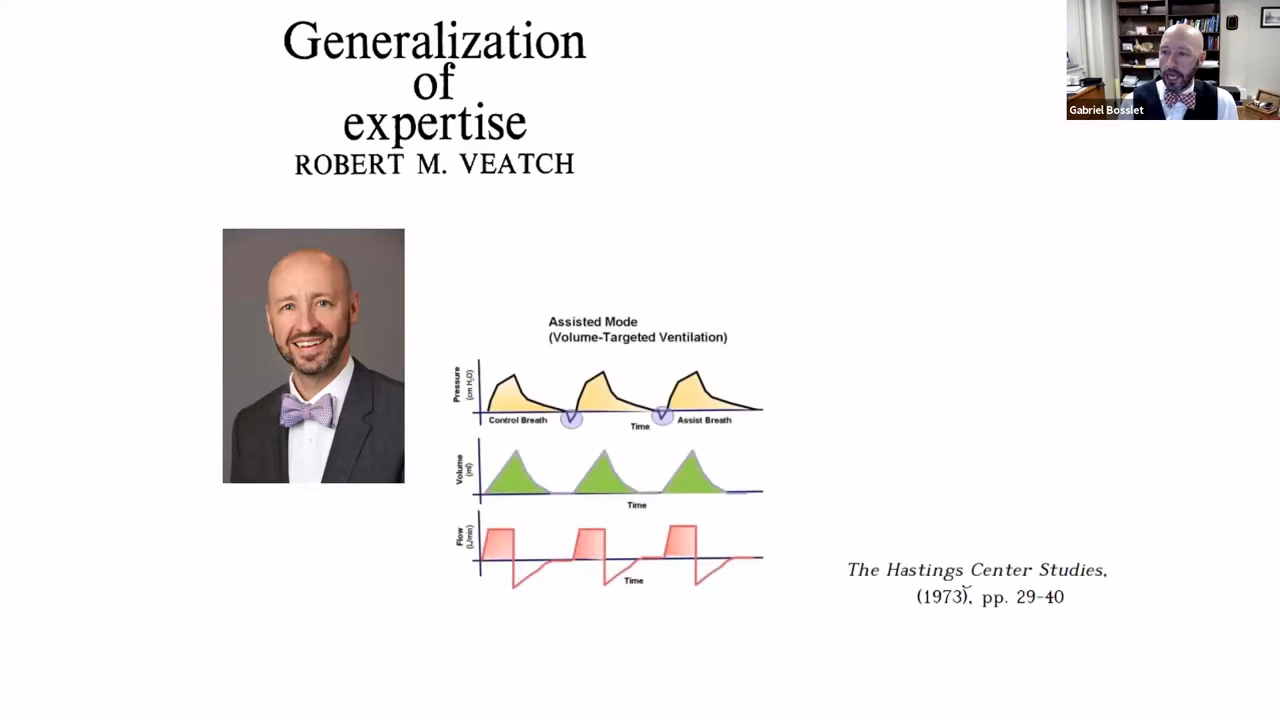 Generalization
of
expertise
ROBERT M. VEATCH
Gabriel Bosslet
Assisted Mode
(Volume-Targeted Ventilation)
Pressure
(cm H2O)
Control Breath
Time
Assist Breath
Volume
(ml)
Time
Flow
(L/min)
Time
The Hastings Center Studies,
(1973), pp. 29-40